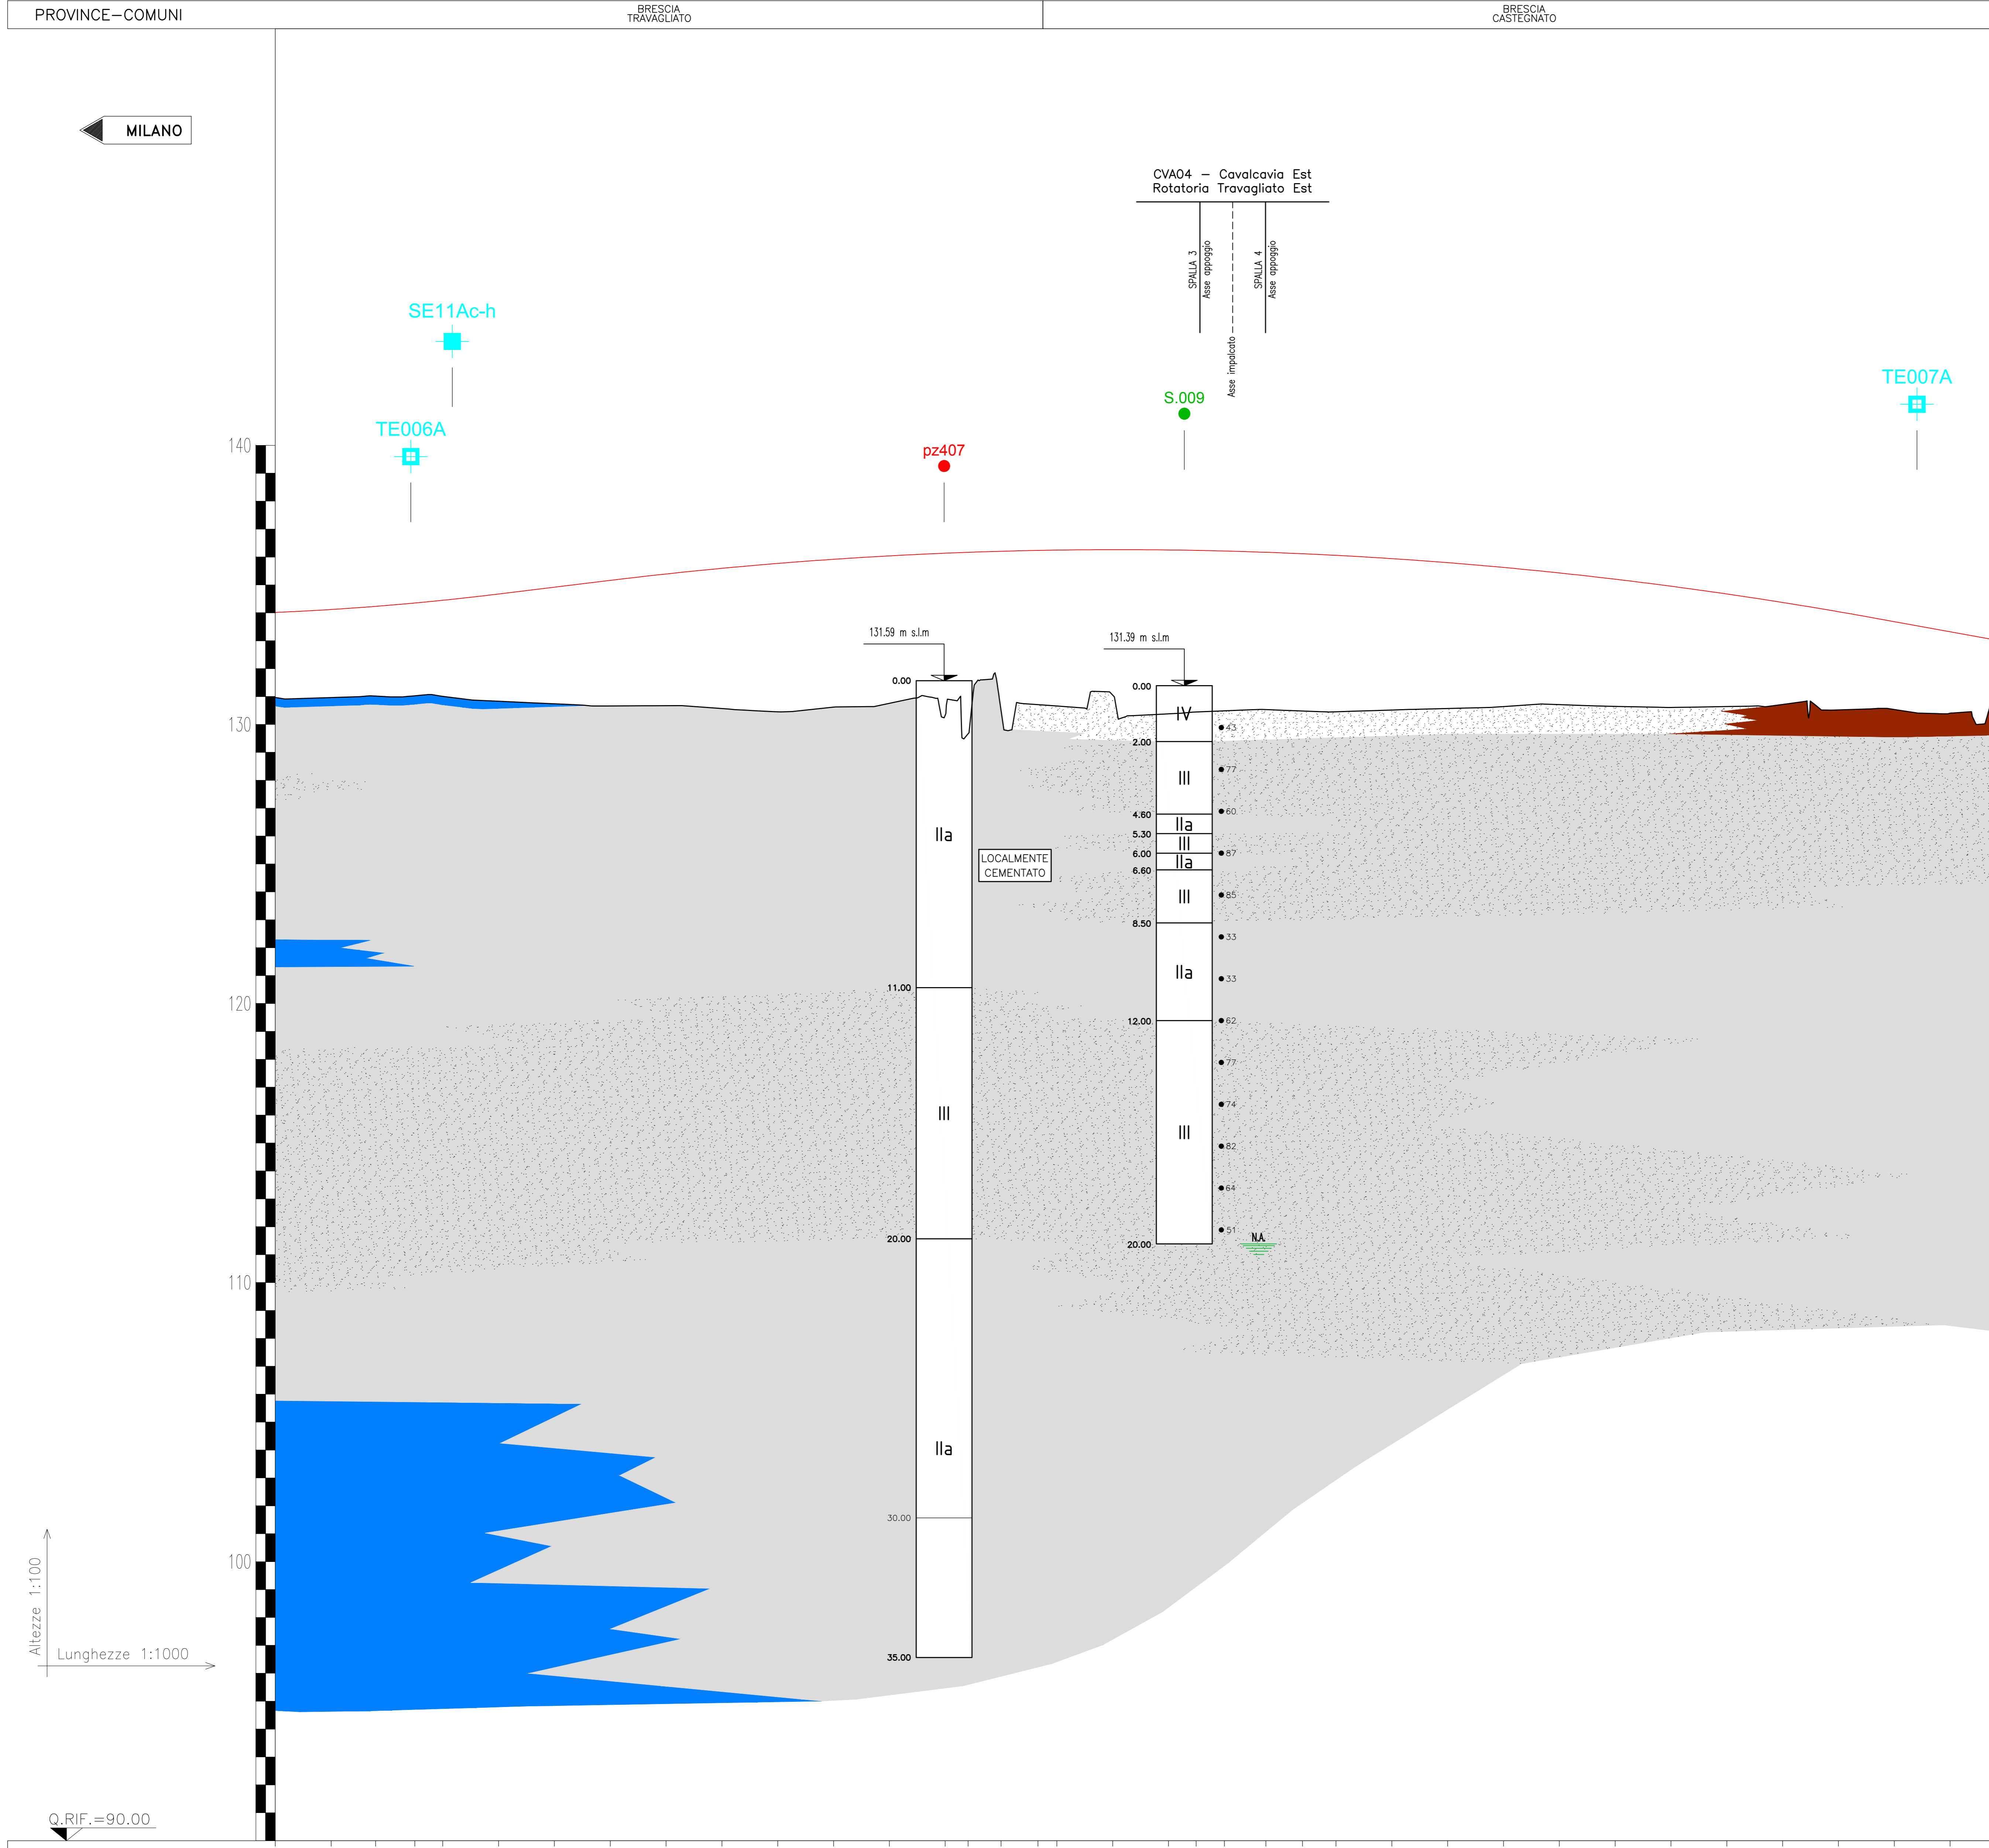 PROVINCE-COMUNI
BRESCIA
TRAVAGLIATO
BRESCIA
CASTEGNATO
MILANO
CVA04 - Cavalcavia Est
Rotatoria Travagliato Est
SPALLA 3
Asse appoggio
Asse impalcato
SPALLA 4
Asse appoggio
SE11Ac-h
TE006A
pz407
S.009
TE007A
140
130
120
110
100
131.59 m s.l.m
0.00
IIa
LOCALMENTE
CEMENTATO
11.00
III
20.00
IIa
30.00
35.00
131.39 m s.l.m
0.00
IV
43
2.00
III
77
60
4.60
IIa
5.30
III
6.00
87
IIa
6.60
III
85
8.50
33
IIa
33
12.00
62
77
74
III
82
64
51
20.00
N.A.
Altezze 1:100
Lunghezze 1:1000
Q.RIF.=90.00